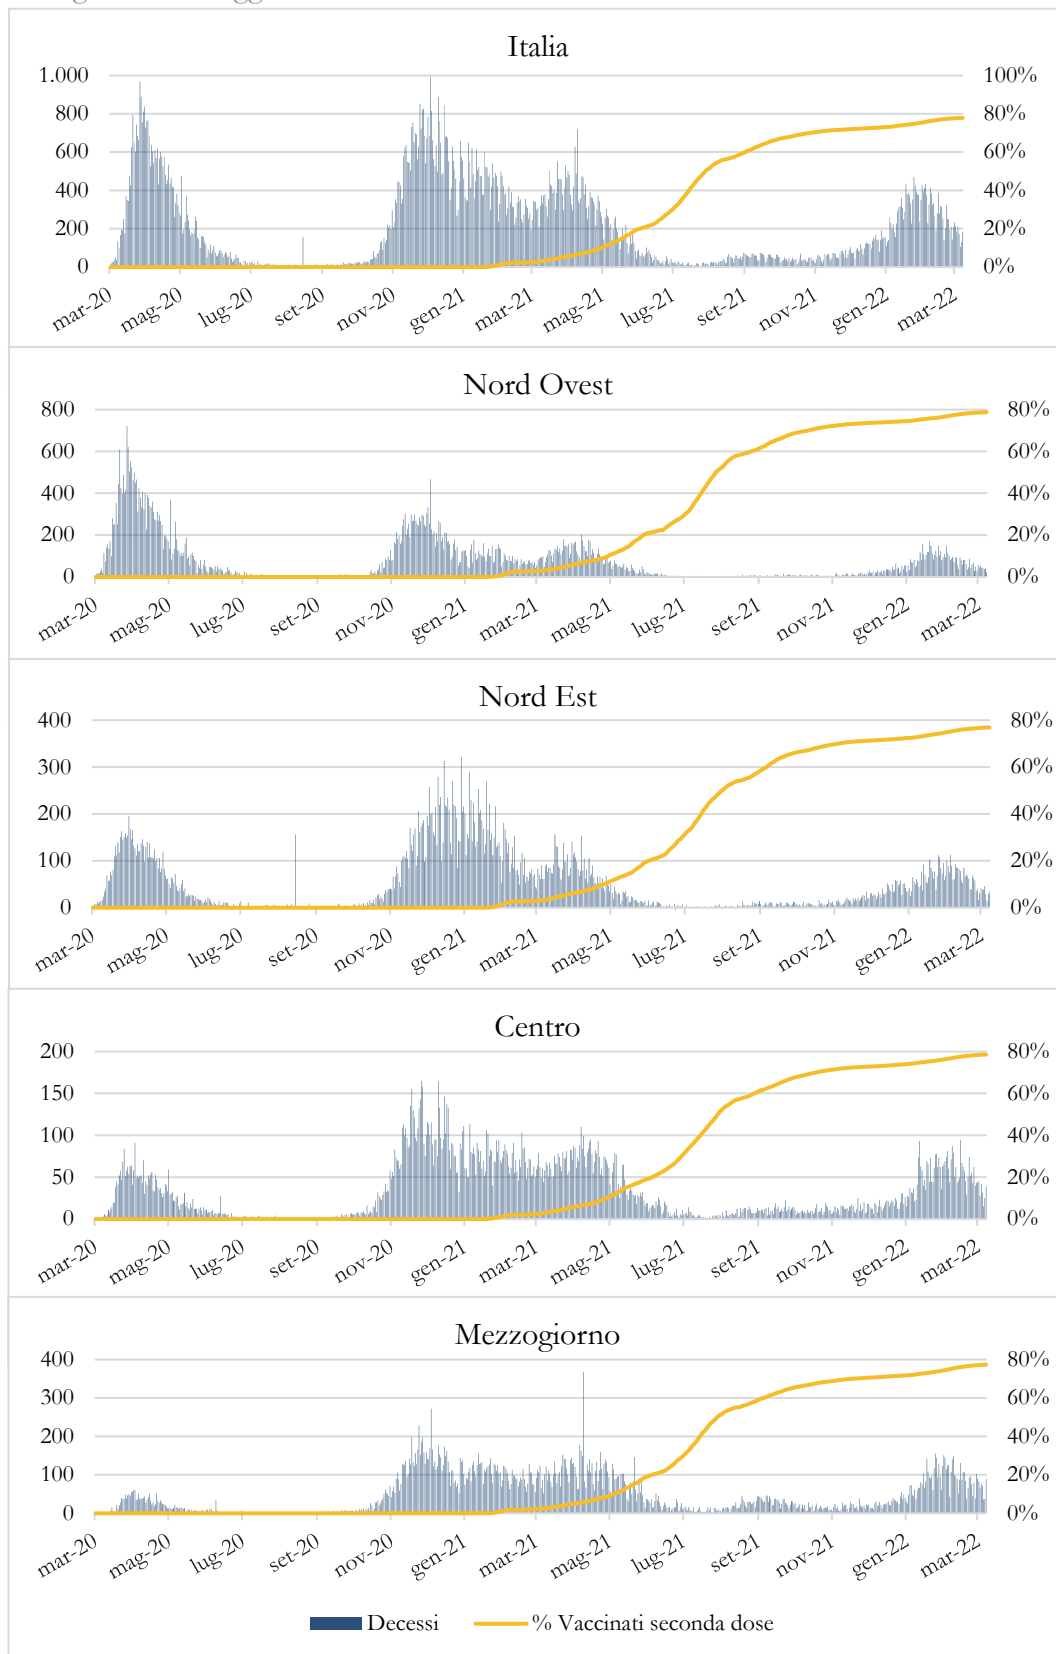 Italia
1.000 100%
800 80%
600 60%
400 40%
200 20%
0 0%
mar-20 mag-20 lug-20 set-20 nov-20 gen-21 mar-21 mag-21 lug-21 set-21 nov-21 gen-22 mar-22
Nord Ovest
800 80%
600 60%
400 40%
200 20%
0 0%
mar-20 mag-20 lug-20 set-20 nov-20 gen-21 mar-21 mag-21 lug-21 set-21 nov-21 gen-22 mar-22
Nord Est
400 80%
300 60%
200 40%
100 20%
0 0%
mar-20 mag-20 lug-20 set-20 nov-20 gen-21 mar-21 mag-21 lug-21 set-21 nov-21 gen-22 mar-22
Centro
200 80%
150 60%
100 40%
50 20%
0 0%
mar-20 mag-20 lug-20 set-20 nov-20 gen-21 mar-21 mag-21 lug-21 set-21 nov-21 gen-22 mar-22
Mezzogiorno
400 80%
300 60%
200 40%
100 20%
0 0%
mar-20 mag-20 lug-20 set-20 nov-20 gen-21 mar-21 mag-21 lug-21 set-21 nov-21 gen-22 mar-22
Decessi % Vaccinati seconda dose